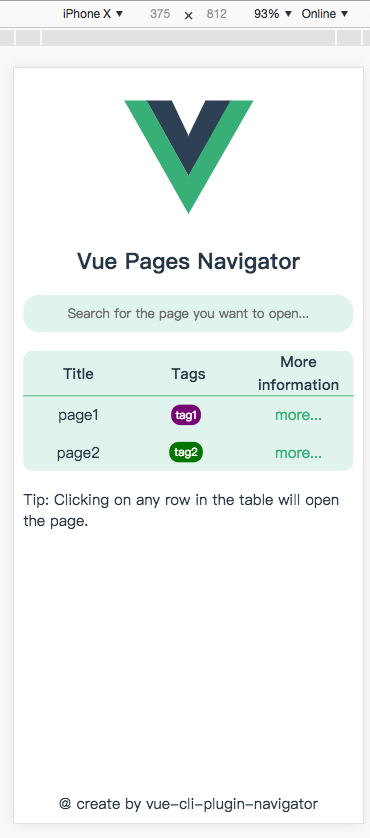 iPhone X ▼ 375 × 812 93% ▼ Online ▼
Vue Pages Navigator
Search for the page you want to open...
Title Tags More
information
page1 tag1 more...
page2 tag2 more...
Tip: Clicking on any row in the table will open
the page.
@ create by vue-cli-plugin-navigator